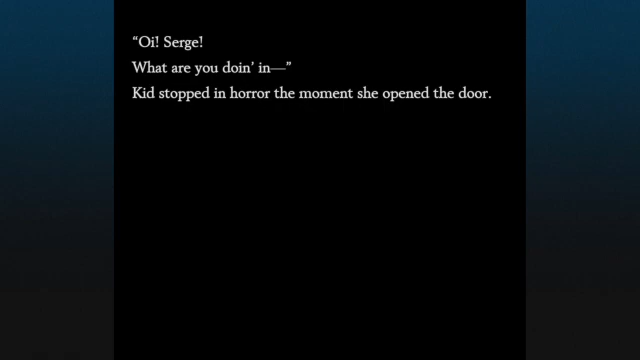 “Oi! Serge!
What are you doin’ in—”
Kid stopped in horror the moment she opened the door.